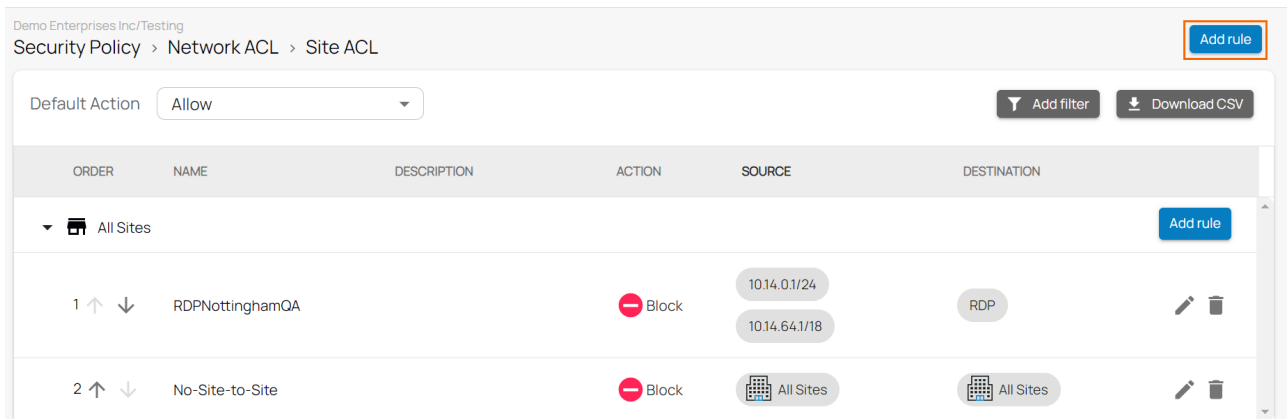 Demo Enterprises Inc/Testing
Security Policy > Network ACL > Site ACL
Add rule
Default Action Allow
Add filter
Download CSV
ORDER NAME DESCRIPTION ACTION SOURCE DESTINATION
All Sites
Add rule
1 RDPNottinghamQA Block 10.14.0.1/24 RDP
10.14.64.1/18
2 No-Site-to-Site Block All Sites All Sites